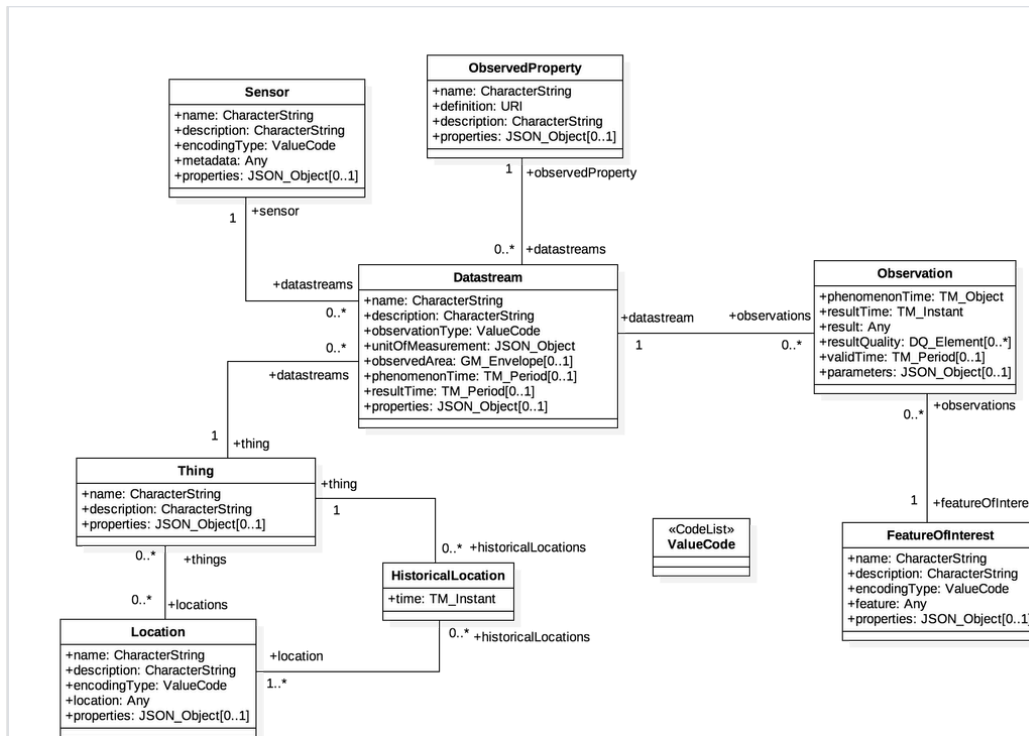 ObservedProperty
+name: CharacterString
+definition: URI
+description: CharacterString
+properties: JSON_Object[0..1]
Sensor
+name: CharacterString
+description: CharacterString
+encodingType: ValueCode
+metadata: Any
+properties: JSON_Object[0..1]
1
+observedProperty
1
+sensor
0..*
+datastreams
+datastreams
0..*
Datastream
+name: CharacterString
+description: CharacterString
+observationType: ValueCode
+unitOfMeasurement: JSON_Object
+observedArea: GM_Envelope[0..1]
+phenomenonTime: TM_Period[0..1]
+resultTime: TM_Period[0..1]
+properties: JSON_Object[0..1]
+datastream
1
+observations
0..*
Observation
+phenomenonTime: TM_Object
+resultTime: TM_Instant
+result: Any
+resultQuality: DQ_Element[0..*]
+validTime: TM_Period[0..1]
+parameters: JSON_Object[0..1]
0..*
+datastreams
0..*
+observations
1
+thing
Thing
+name: CharacterString
+description: CharacterString
+properties: JSON_Object[0..1]
+thing
1
1
+featureOfIntere
0..*
+historicalLocations
«CodeList»
ValueCode
FeatureOfInterest
+name: CharacterString
+description: CharacterString
+encodingType: ValueCode
+feature: Any
+properties: JSON_Object[0..1]
0..*
+things
0..*
+locations
HistoricalLocation
+time: TM_Instant
0..*
+historicalLocations
Location
+name: CharacterString
+description: CharacterString
+encodingType: ValueCode
+location: Any
+properties: JSON_Object[0..1]
+location
1..*